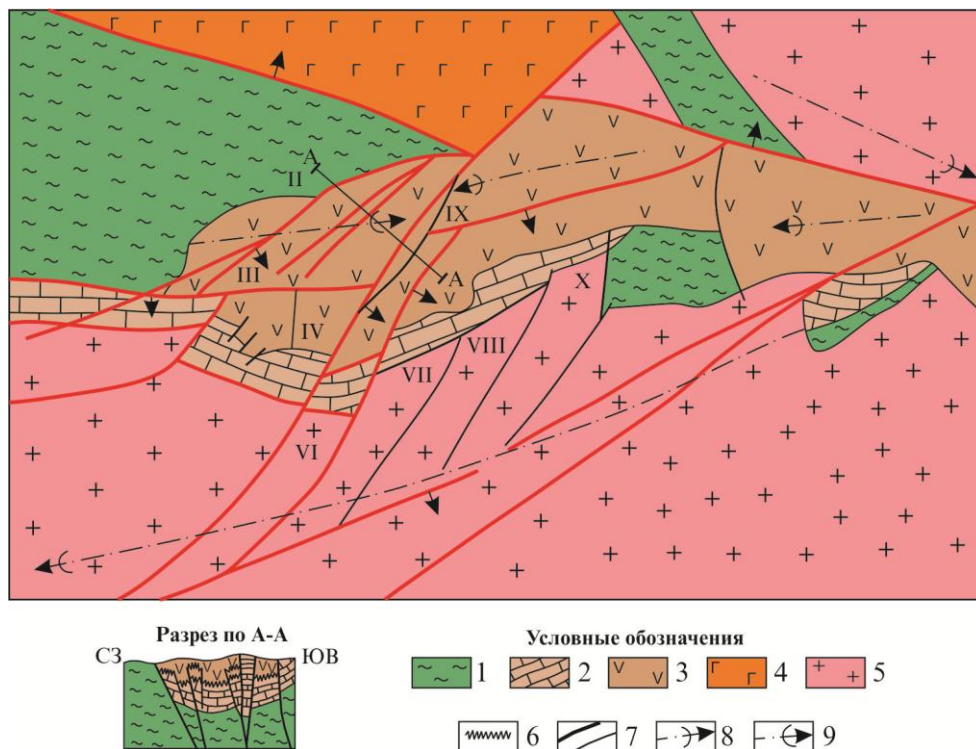 A
II
IX
III
A
X
IV
VIII
VII
VI
Разрез по А-А
СЗ
ЮВ
Условные обозначения
1 2 3 4 5
6 7 8 9